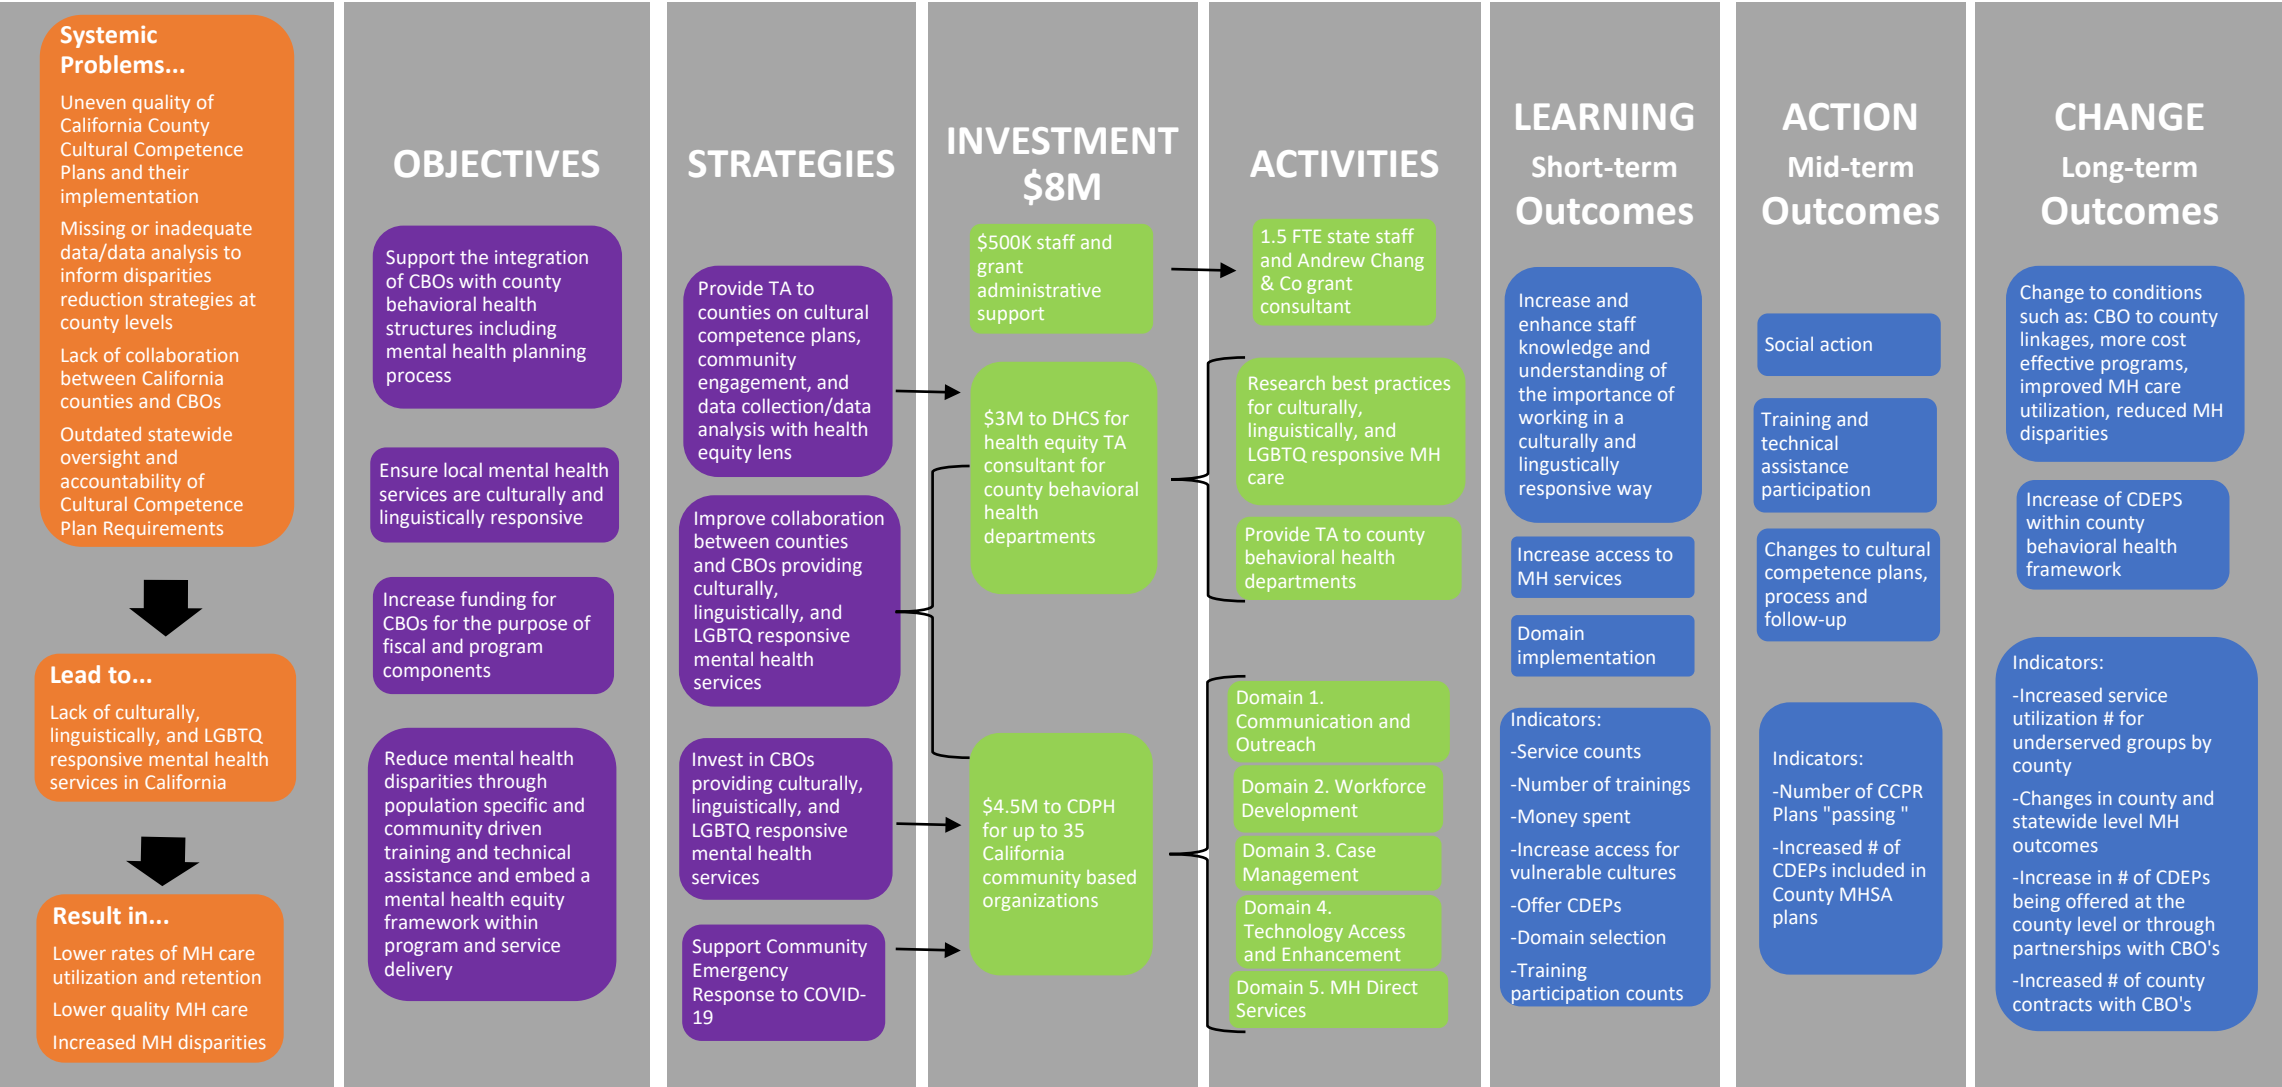 Systemic
Problems...
Uneven quality of
California County
Cultural Competence
Plans and their
implementation
Missing or inadequate
data/data analysis to
inform disparities
reduction strategies at
county levels
Lack of collaboration
between California
counties and CBOs
Outdated statewide
oversight and
accountability of
Cultural Competence
Plan Requirements
Lead to...
Lack of culturally,
linguistically, and LGBTQ
responsive mental health
services in California
Result in...
Lower rates of MH care
utilization and retention
Lower quality MH care
Increased MH disparities
OBJECTIVES
Support the integration
of CBOs with county
behavioral health
structures including
mental health planning
process
Ensure local mental health
services are culturally and
linguistically responsive
Increase funding for
CBOs for the purpose of
fiscal and program
components
Reduce mental health
disparities through
population specific and
community driven
training and technical
assistance and embed a
mental health equity
framework within
program and service
delivery
STRATEGIES
Provide TA to
counties on cultural
competence plans,
community
engagement, and
data collection/data
analysis with health
equity lens
Improve collaboration
between counties
and CBOs providing
culturally,
linguistically, and
LGBTQ responsive
mental health
services
Invest in CBOs
providing culturally,
linguistically, and
LGBTQ responsive
mental health
services
Support Community
Emergency
Response to COVID-
19
INVESTMENT
$8M
$500K staff and
grant
administrative
support
$3M to DHCS for
health equity TA
consultant for
county behavioral
health
departments
$4.5M to CDPH
for up to 35
California
community based
organizations
ACTIVITIES
1.5 FTE state staff
and Andrew Chang
& Co grant
consultant
Research best practices
for culturally,
linguistically, and
LGBTQ responsive MH
care
Provide TA to county
behavioral health
departments
Domain 1.
Communication and
Outreach
Domain 2. Workforce
Development
Domain 3. Case
Management
Domain 4.
Technology Access
and Enhancement
Domain 5. MH Direct
Services
LEARNING
Short-term
Outcomes
Increase and
enhance staff
knowledge and
understanding of
the importance of
working in a
culturally and
lingustically
responsive way
Increase access to
MH services
Domain
implementation
Indicators:
-Service counts
-Number of trainings
-Money spent
-Increase access for
vulnerable cultures
-Offer CDEPs
-Domain selection
-Training
participation counts
ACTION
Mid-term
Outcomes
Social action
Training and
technical
assistance
participation
Changes to cultural
competence plans,
process and
follow-up
Indicators:
-Number of CCPR
Plans "passing "
-Increased # of
CDEPs included in
County MHSA
plans
CHANGE
Long-term
Outcomes
Change to conditions
such as: CBO to county
linkages, more cost
effective programs,
improved MH care
utilization, reduced MH
disparities
Increase of CDEPS
within county
behavioral health
framework
Indicators:
-Increased service
utilization # for
underserved groups by
county
-Changes in county and
statewide level MH
outcomes
-Increase in # of CDEPs
being offered at the
county level or through
partnerships with CBO's
-Increased # of county
contracts with CBO's